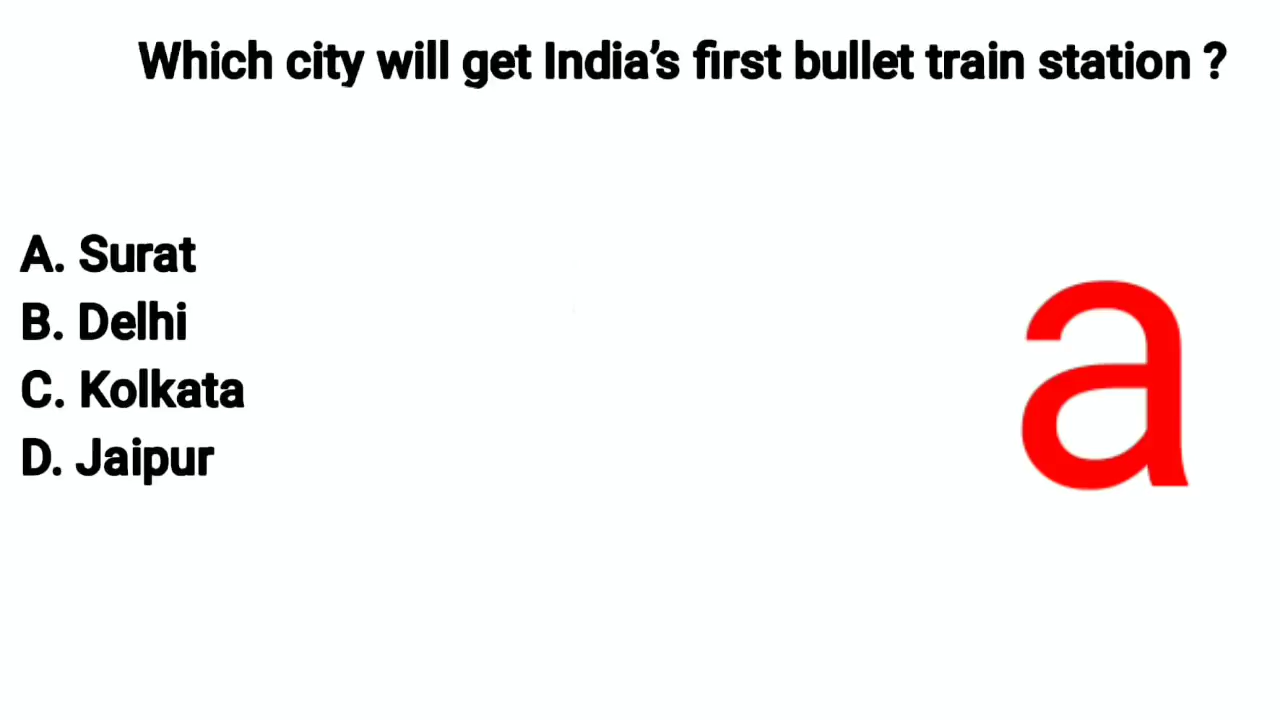 Which city will get India’s first bullet train station ?
A. Surat
B. Delhi
C. Kolkata
D. Jaipur
a